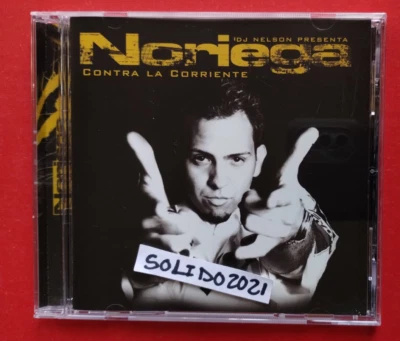 DJ NELSON PRESENTA
Noriega
CONTRA LA CORRIENTE
SOLIDO2021